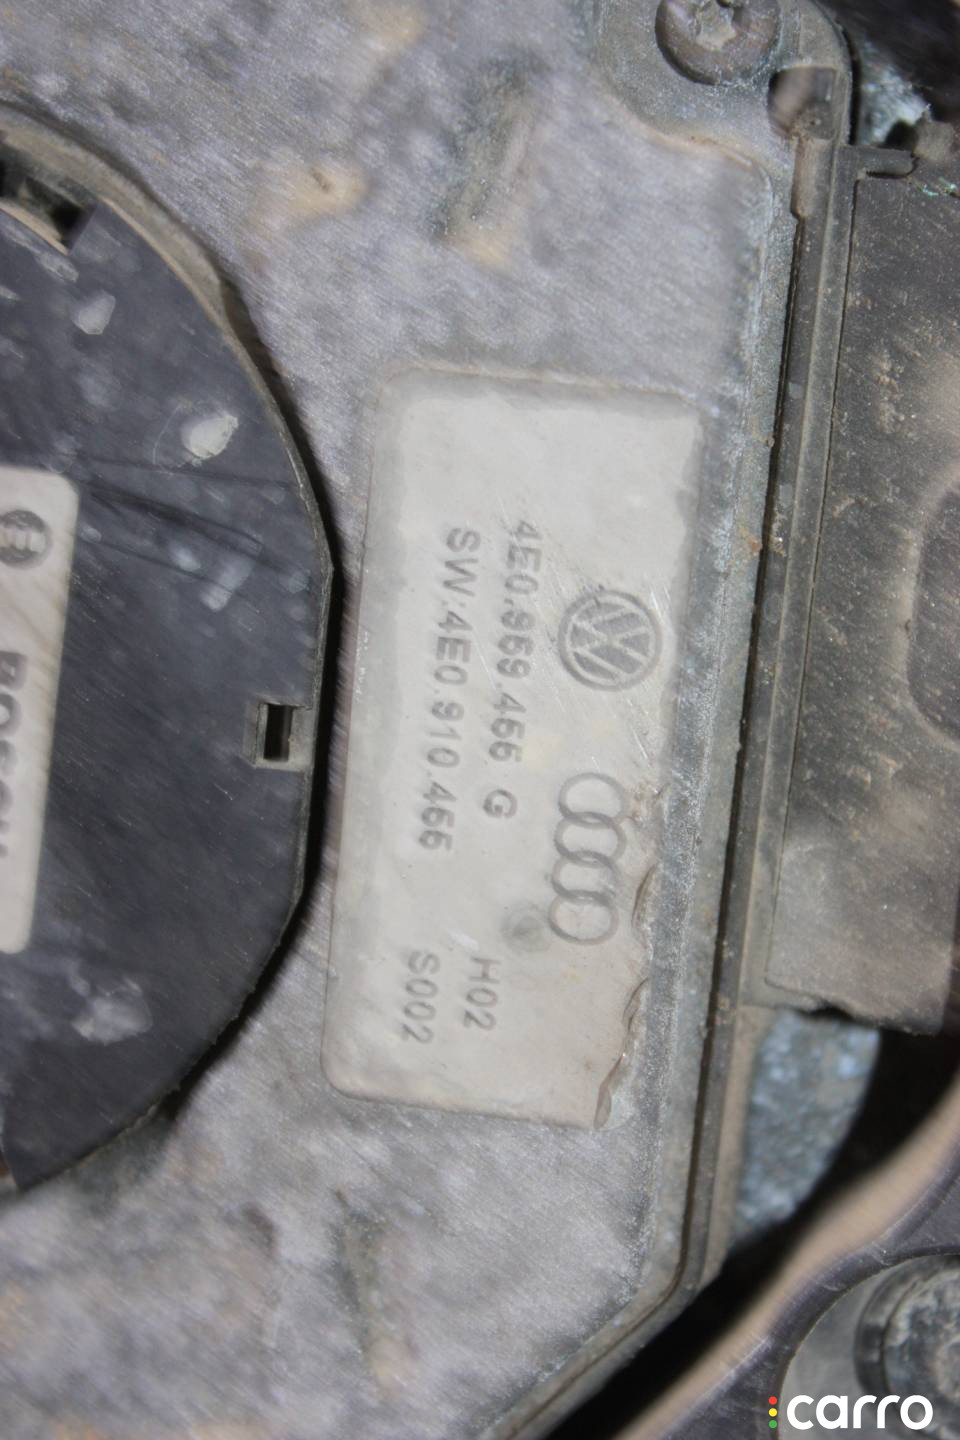 4E0.959.455 G H02
SW:4E0.910.455 S002
BOSCH
carro